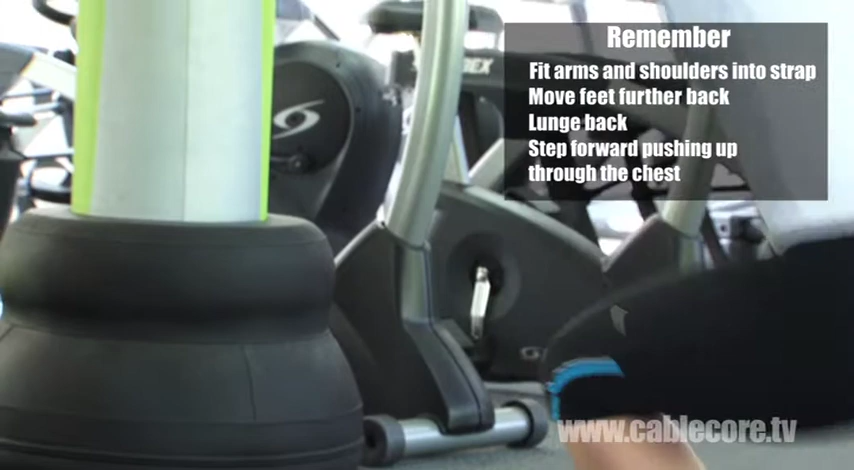 Remember
Fit arms and shoulders into strap
Move feet further back
Lunge back
Step forward pushing up
through the chest
www.cablecore.tv